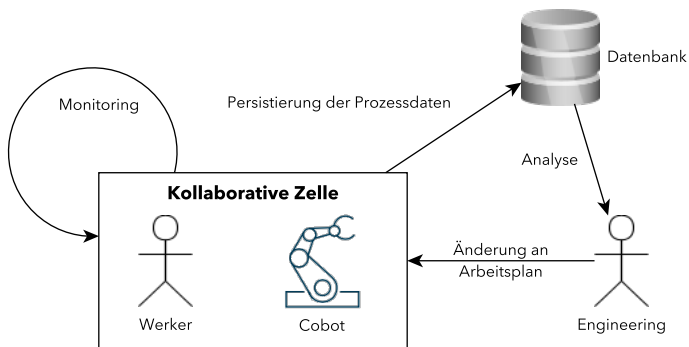 Datenbank
Monitoring
Persistierung der Prozessdaten
Analyse
Kollaborative Zelle
Änderung an
Arbeitsplan
Werker
Cobot
Engineering